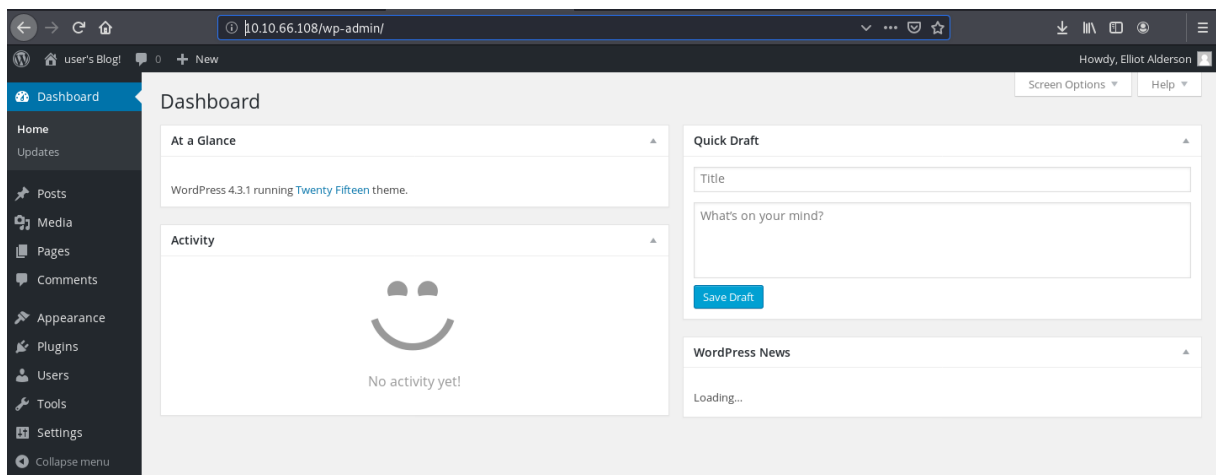 10.10.66.108/wp-admin/
user's Blog! 0 + New
Howdy, Elliot Alderson
Screen Options
Help
Dashboard
Home
Updates
Posts
Media
Pages
Comments
Appearance
Plugins
Users
Tools
Settings
Collapse menu
Dashboard
At a Glance
WordPress 4.3.1 running Twenty Fifteen theme.
Activity
No activity yet!
Quick Draft
Title
What's on your mind?
Save Draft
WordPress News
Loading...